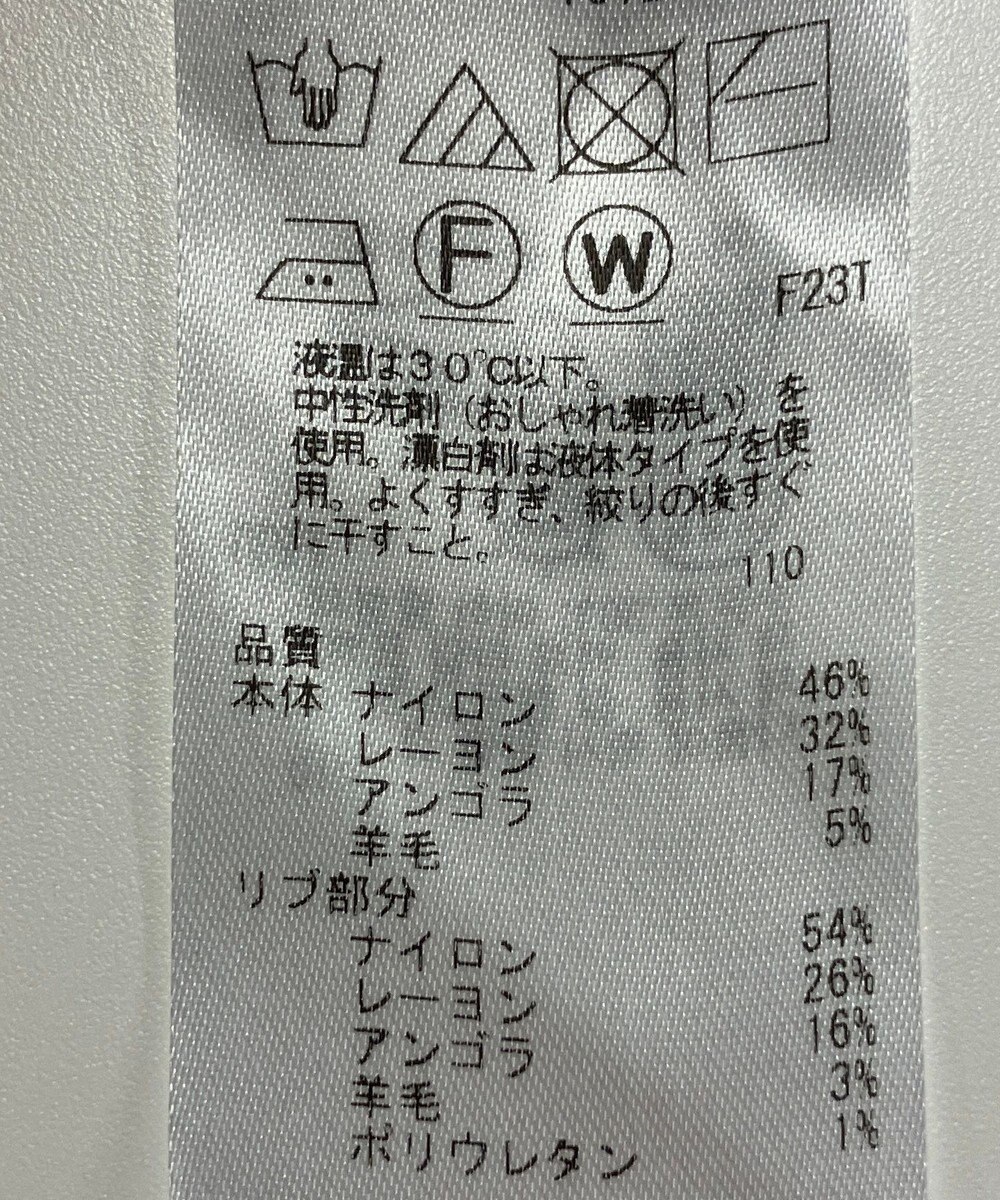 F
W
F23T
液温は30℃以下。
中性洗剤（おしゃれ着洗い）を
使用。漂白剤は液体タイプを使
用。よくすすぎ、絞りの後すぐ
に干すこと。
110
品質
本体 ナイロン 46%
レーヨン 32%
アンゴラ 17%
羊毛 5%
リブ部分
ナイロン 54%
レーヨン 26%
アンゴラ 16%
羊毛 3%
ポリウレタン 1%